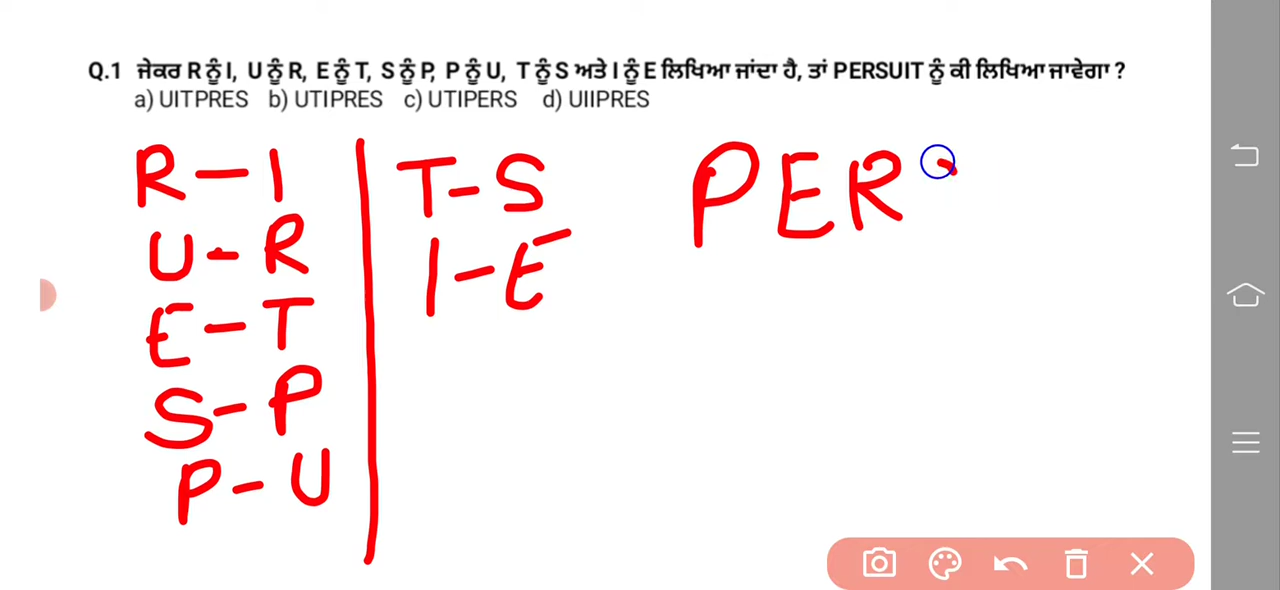 Q.1 ਜੇਕਰ R ਨੂੰ I, U ਨੂੰ R, E ਨੂੰ T, S ਨੂੰ P, P ਨੂੰ U, T ਨੂੰ S ਅਤੇ I ਨੂੰ E ਲਿਖਿਆ ਜਾਂਦਾ ਹੈ, ਤਾਂ PERSUIT ਨੂੰ ਕੀ ਲਿਖਿਆ ਜਾਵੇਗਾ ?
a) UITPRES b) UTIPRES c) UTIPERS d) UIIPRES
R - I
U - R
E - T
S - P
P - U
T - S
I - E
PER